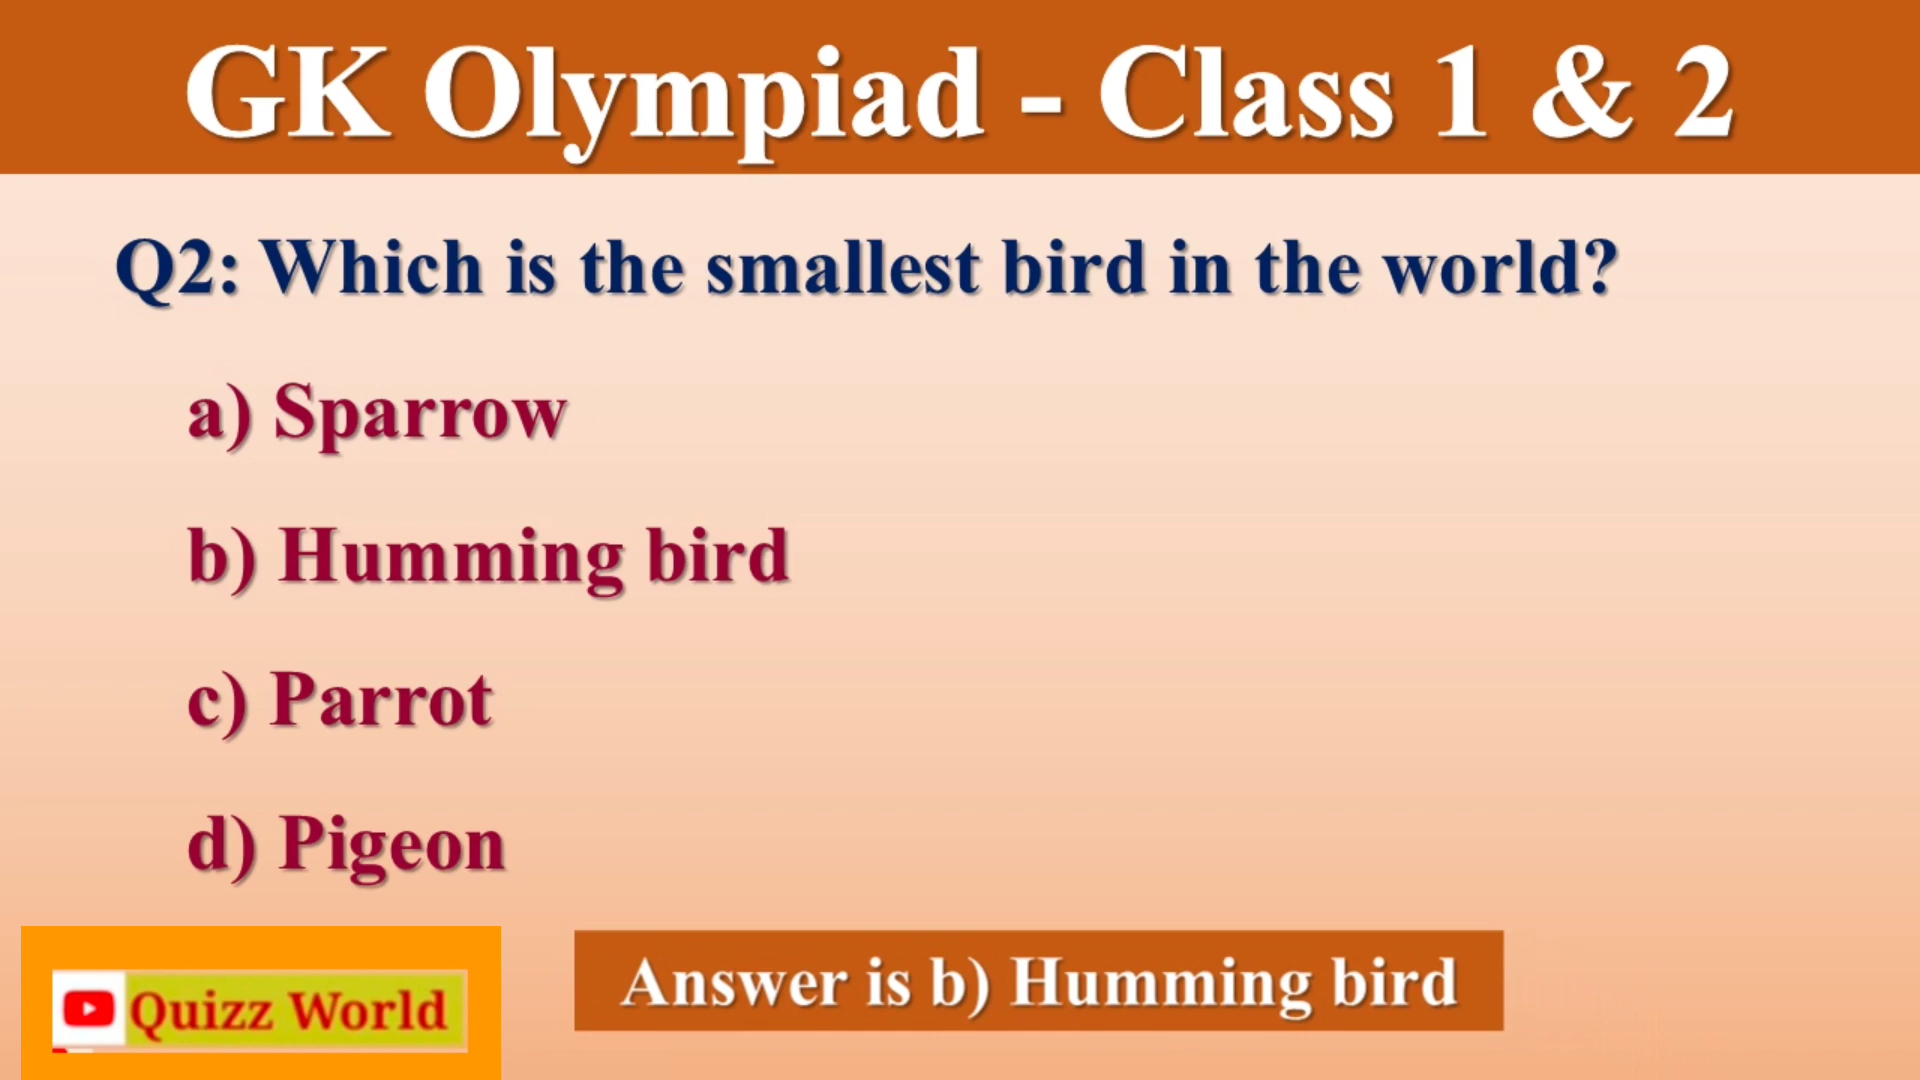 GK Olympiad - Class 1 & 2
Q2: Which is the smallest bird in the world?
a) Sparrow
b) Humming bird
c) Parrot
d) Pigeon
Quizz World
Answer is b) Humming bird